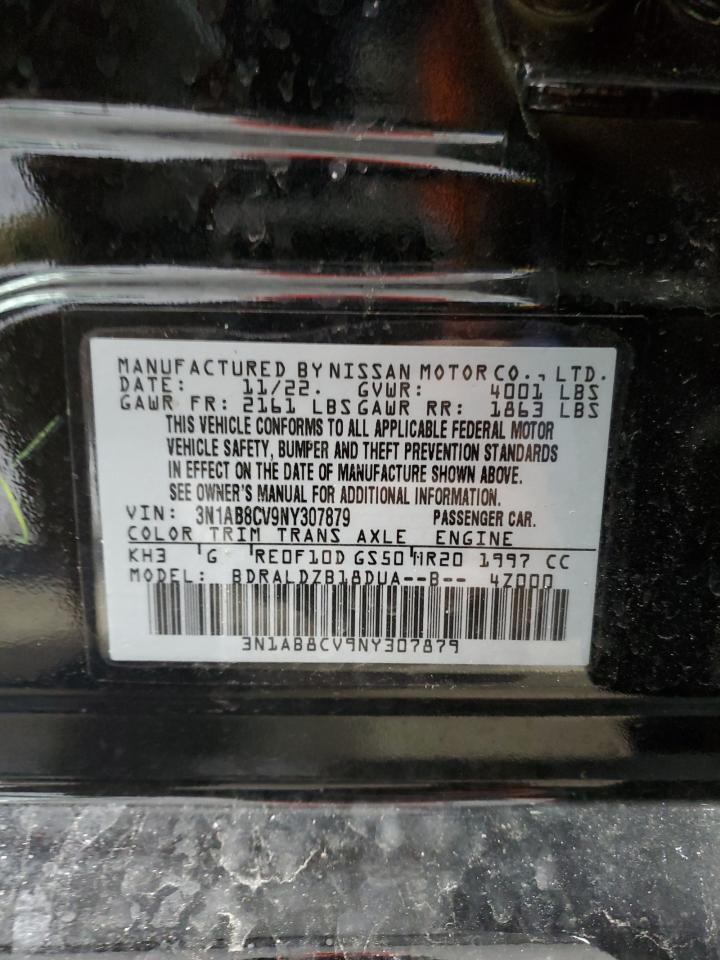 MANUFACTURED BY NISSAN MOTOR CO., LTD.
DATE: 11/22. GVWR: 4001 LBS
GAWR FR: 2161 LBS GAWR RR: 1863 LBS
THIS VEHICLE CONFORMS TO ALL APPLICABLE FEDERAL MOTOR
VEHICLE SAFETY, BUMPER AND THEFT PREVENTION STANDARDS
IN EFFECT ON THE DATE OF MANUFACTURE SHOWN ABOVE.
SEE OWNER'S MANUAL FOR ADDITIONAL INFORMATION.
VIN: 3N1AB8CV9NY307879 PASSENGER CAR.
COLOR TRIM TRANS AXLE ENGINE
KH3 G RE0F10D GS50 MR20 1997 CC
MODEL: BDRALDZB18DUA--B-- 4Z000
3N1AB8CV9NY307879